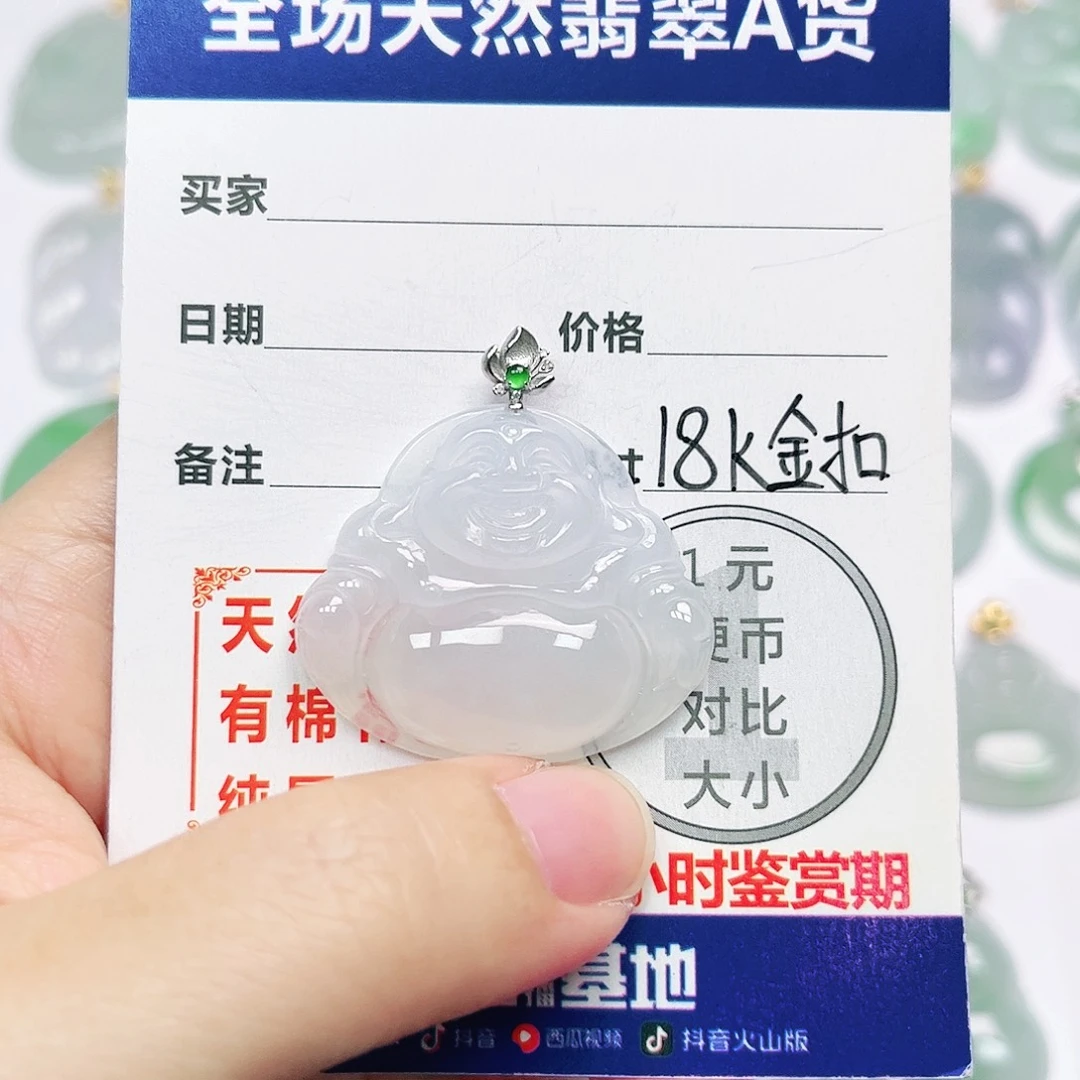 全场天然翡翠A货
买家
日期 价格
备注 18k金扣
1元
硬币
对比
大小
天然
有棉
小时鉴赏期
基地
抖音 西瓜视频 抖音火山版